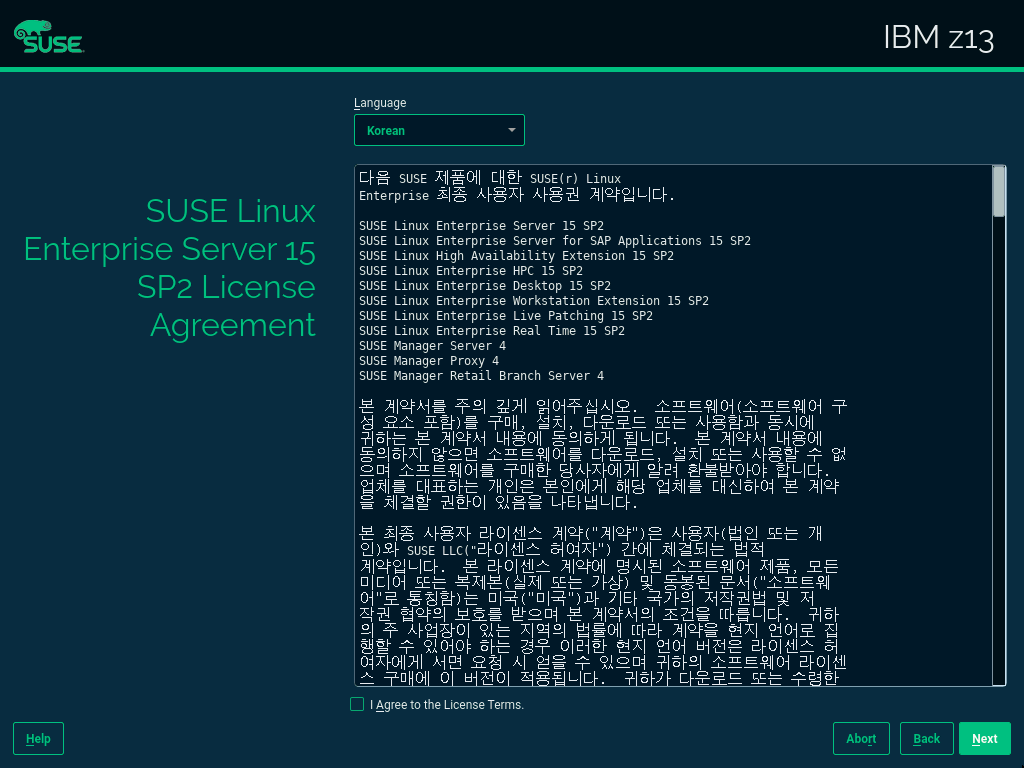 SUSE
IBM z13
Language
Korean
SUSE Linux
Enterprise Server 15
SP2 License
Agreement
다음 SUSE 제품에 대한 SUSE(r) Linux
Enterprise 최종 사용자 사용권 계약입니다.
SUSE Linux Enterprise Server 15 SP2
SUSE Linux Enterprise Server for SAP Applications 15 SP2
SUSE Linux High Availability Extension 15 SP2
SUSE Linux Enterprise HPC 15 SP2
SUSE Linux Enterprise Desktop 15 SP2
SUSE Linux Enterprise Workstation Extension 15 SP2
SUSE Linux Enterprise Live Patching 15 SP2
SUSE Linux Enterprise Real Time 15 SP2
SUSE Manager Server 4
SUSE Manager Proxy 4
SUSE Manager Retail Branch Server 4
본 계약서를 주의 깊게 읽어주십시오. 소프트웨어(소프트웨어 구
성 요소 포함)를 구매, 설치, 다운로드 또는 사용함과 동시에
귀하는 본 계약서 내용에 동의하게 됩니다. 본 계약서 내용에
동의하지 않으면 소프트웨어를 다운로드, 설치 또는 사용할 수 없
으며 소프트웨어를 구매한 당사자에게 알려 환불받아야 합니다.
업체를 대표하는 개인은 본인에게 해당 업체를 대신하여 본 계약
을 체결할 권한이 있음을 나타냅니다.
본 최종 사용자 라이센스 계약("계약")은 사용자(법인 또는 개
인)와 SUSE LLC("라이센스 허여자") 간에 체결되는 법적
계약입니다. 본 라이센스 계약에 명시된 소프트웨어 제품, 모든
미디어 또는 복제본(실제 또는 가상) 및 동봉된 문서("소프트웨
어"로 통칭함)는 미국("미국")과 기타 국가의 저작권법 및 저
작권 협약의 보호를 받으며 본 계약서의 조건을 따릅니다. 귀하
의 주 사업장이 있는 지역의 법률에 따라 계약을 현지 언어로 집
행할 수 있어야 하는 경우 이러한 현지 언어 버전은 라이센스 허
여자에게 서면 요청 시 얻을 수 있으며 귀하의 소프트웨어 라이센
스 구매에 이 버전이 적용됩니다. 귀하가 다운로드 또는 수령한
I Agree to the License Terms.
Help
Abort
Back
Next